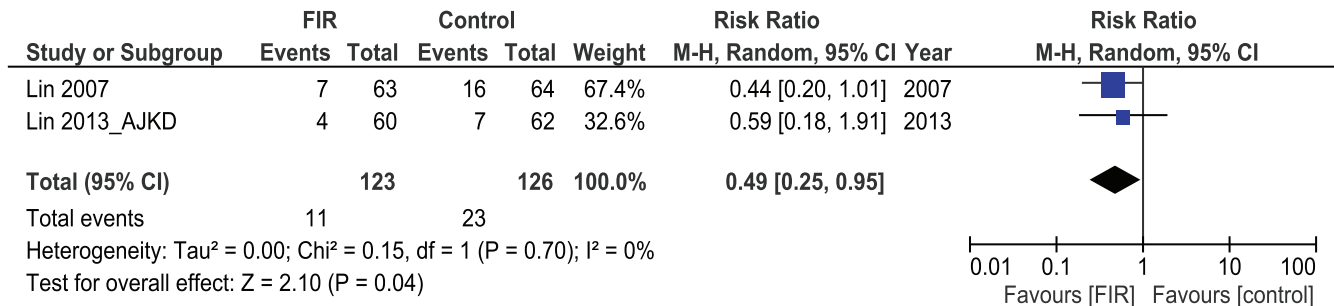 FIR Control Risk Ratio Risk Ratio
Study or Subgroup Events Total Events Total Weight M-H, Random, 95% CI Year M-H, Random, 95% CI
Lin 2007 7 63 16 64 67.4% 0.44 [0.20, 1.01] 2007
Lin 2013_AJKD 4 60 7 62 32.6% 0.59 [0.18, 1.91] 2013
Total (95% CI) 123 126 100.0% 0.49 [0.25, 0.95]
Total events 11 23
Heterogeneity: Tau² = 0.00; Chi² = 0.15, df = 1 (P = 0.70); I² = 0%
Test for overall effect: Z = 2.10 (P = 0.04)
0.01 0.1 1 10 100
Favours [FIR] Favours [control]